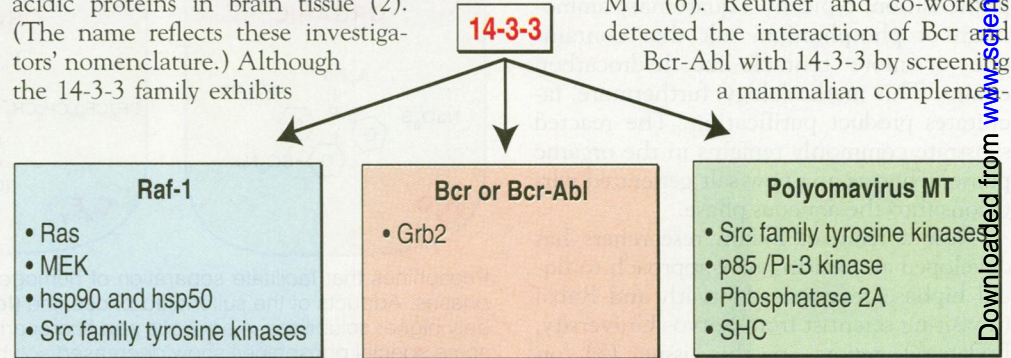 acidic proteins in brain tissue (2).
(The name reflects these investiga-
tors' nomenclature.) Although
the 14-3-3 family exhibits
14-3-3
MT (6). Reuther and co-workers
detected the interaction of Bcr and
Bcr-Abl with 14-3-3 by screening
a mammalian complement
Raf-1
• Ras
• MEK
• hsp90 and hsp50
• Src family tyrosine kinases
Bcr or Bcr-Abl
• Grb2
Polyomavirus MT
• Src family tyrosine kinases
• p85 /PI-3 kinase
• Phosphatase 2A
• SHC
Downloaded from www.scien